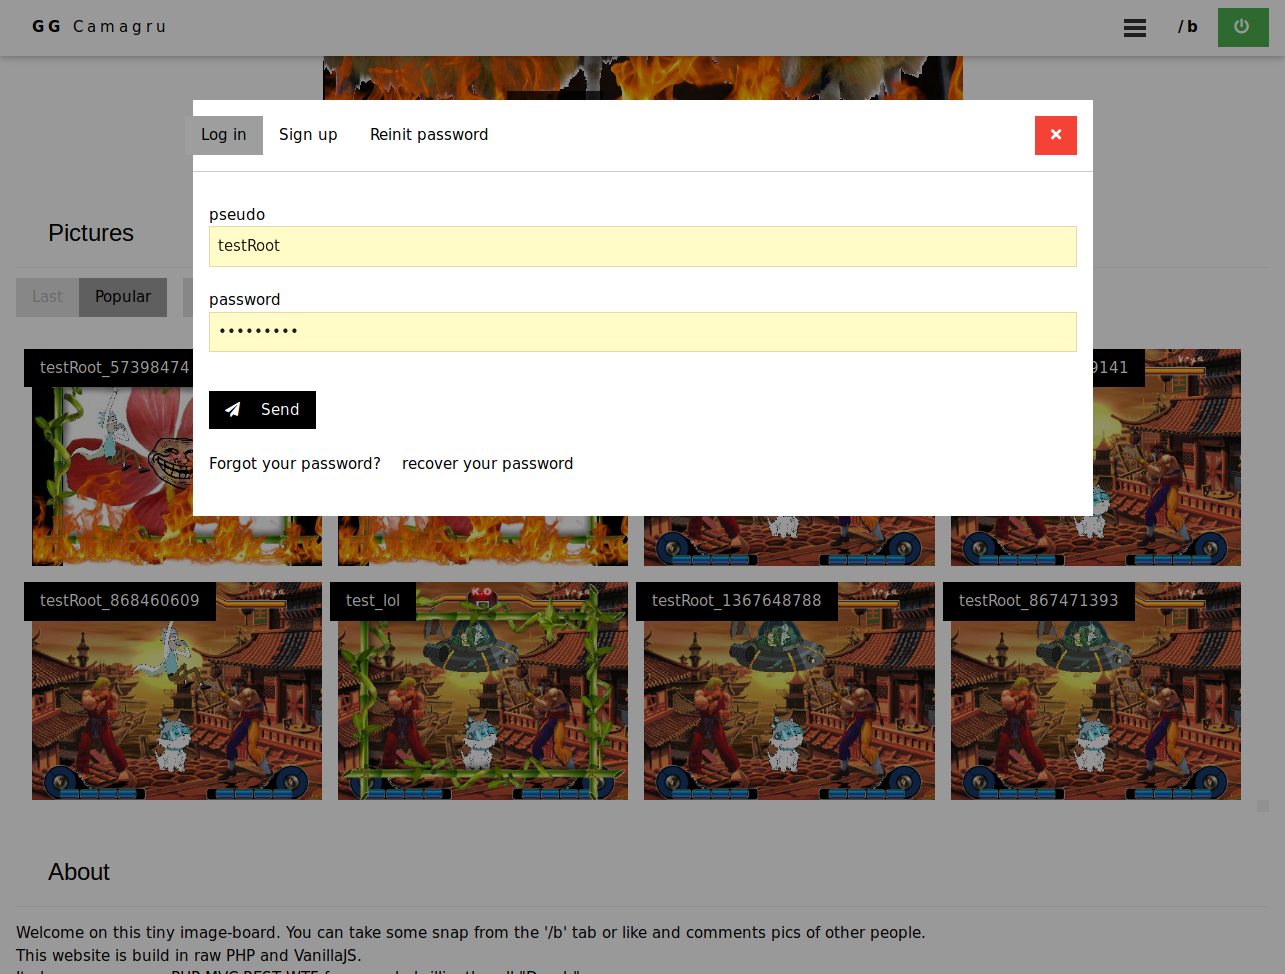 GG Camagru
/b
Log in Sign up Reinit password
pseudo
testRoot
password
Send
Forgot your password? recover your password
Pictures
Last Popular
testRoot_57398474
9141
testRoot_868460609
test_lol
K.O
testRoot_1367648788
testRoot_867471393
About
Welcome on this tiny image-board. You can take some snap from the '/b' tab or like and comments pics of other people.
This website is build in raw PHP and VanillaJS.